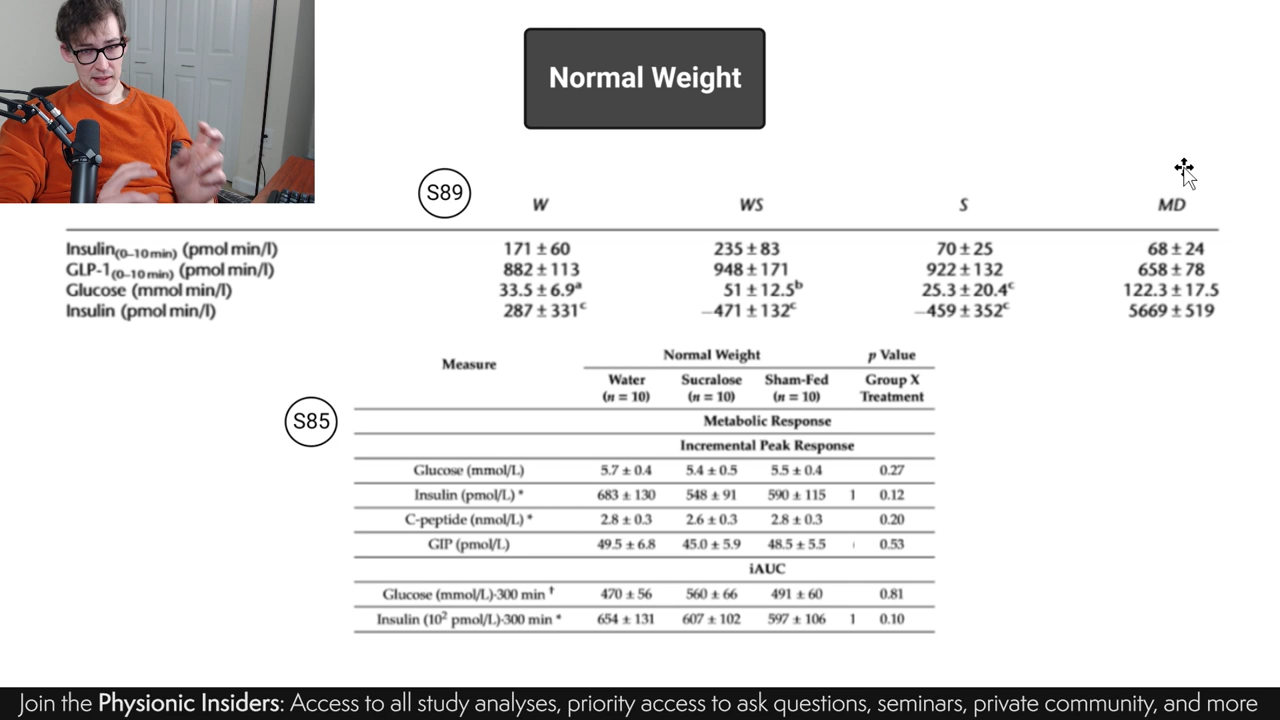 Normal Weight
S89
W WS S MD
Insulin(0–10 min) (pmol min/l) 171 ± 60 235 ± 83 70 ± 25 68 ± 24
GLP-1(0–10 min) (pmol min/l) 882 ± 113 948 ± 171 922 ± 132 658 ± 78
Glucose (mmol min/l) 33.5 ± 6.9a 51 ± 12.5b 25.3 ± 20.4c 122.3 ± 17.5
Insulin (pmol min/l) 287 ± 331c –471 ± 132c –459 ± 352c 5669 ± 519
S85
Measure Normal Weight p Value
Water Sucralose Sham-Fed Group X
(n = 10) (n = 10) (n = 10) Treatment
Metabolic Response
Incremental Peak Response
Glucose (mmol/L) 5.7 ± 0.4 5.4 ± 0.5 5.5 ± 0.4 0.27
Insulin (pmol/L) * 683 ± 130 548 ± 91 590 ± 115 1 0.12
C-peptide (nmol/L) * 2.8 ± 0.3 2.6 ± 0.3 2.8 ± 0.3 0.20
GIP (pmol/L) 49.5 ± 6.8 45.0 ± 5.9 48.5 ± 5.5 0.53
iAUC
Glucose (mmol/L)·300 min † 470 ± 56 560 ± 66 491 ± 60 0.81
Insulin (10² pmol/L)·300 min * 654 ± 131 607 ± 102 597 ± 106 1 0.10
Join the Physionic Insiders: Access to all study analyses, priority access to ask questions, seminars, private community, and more